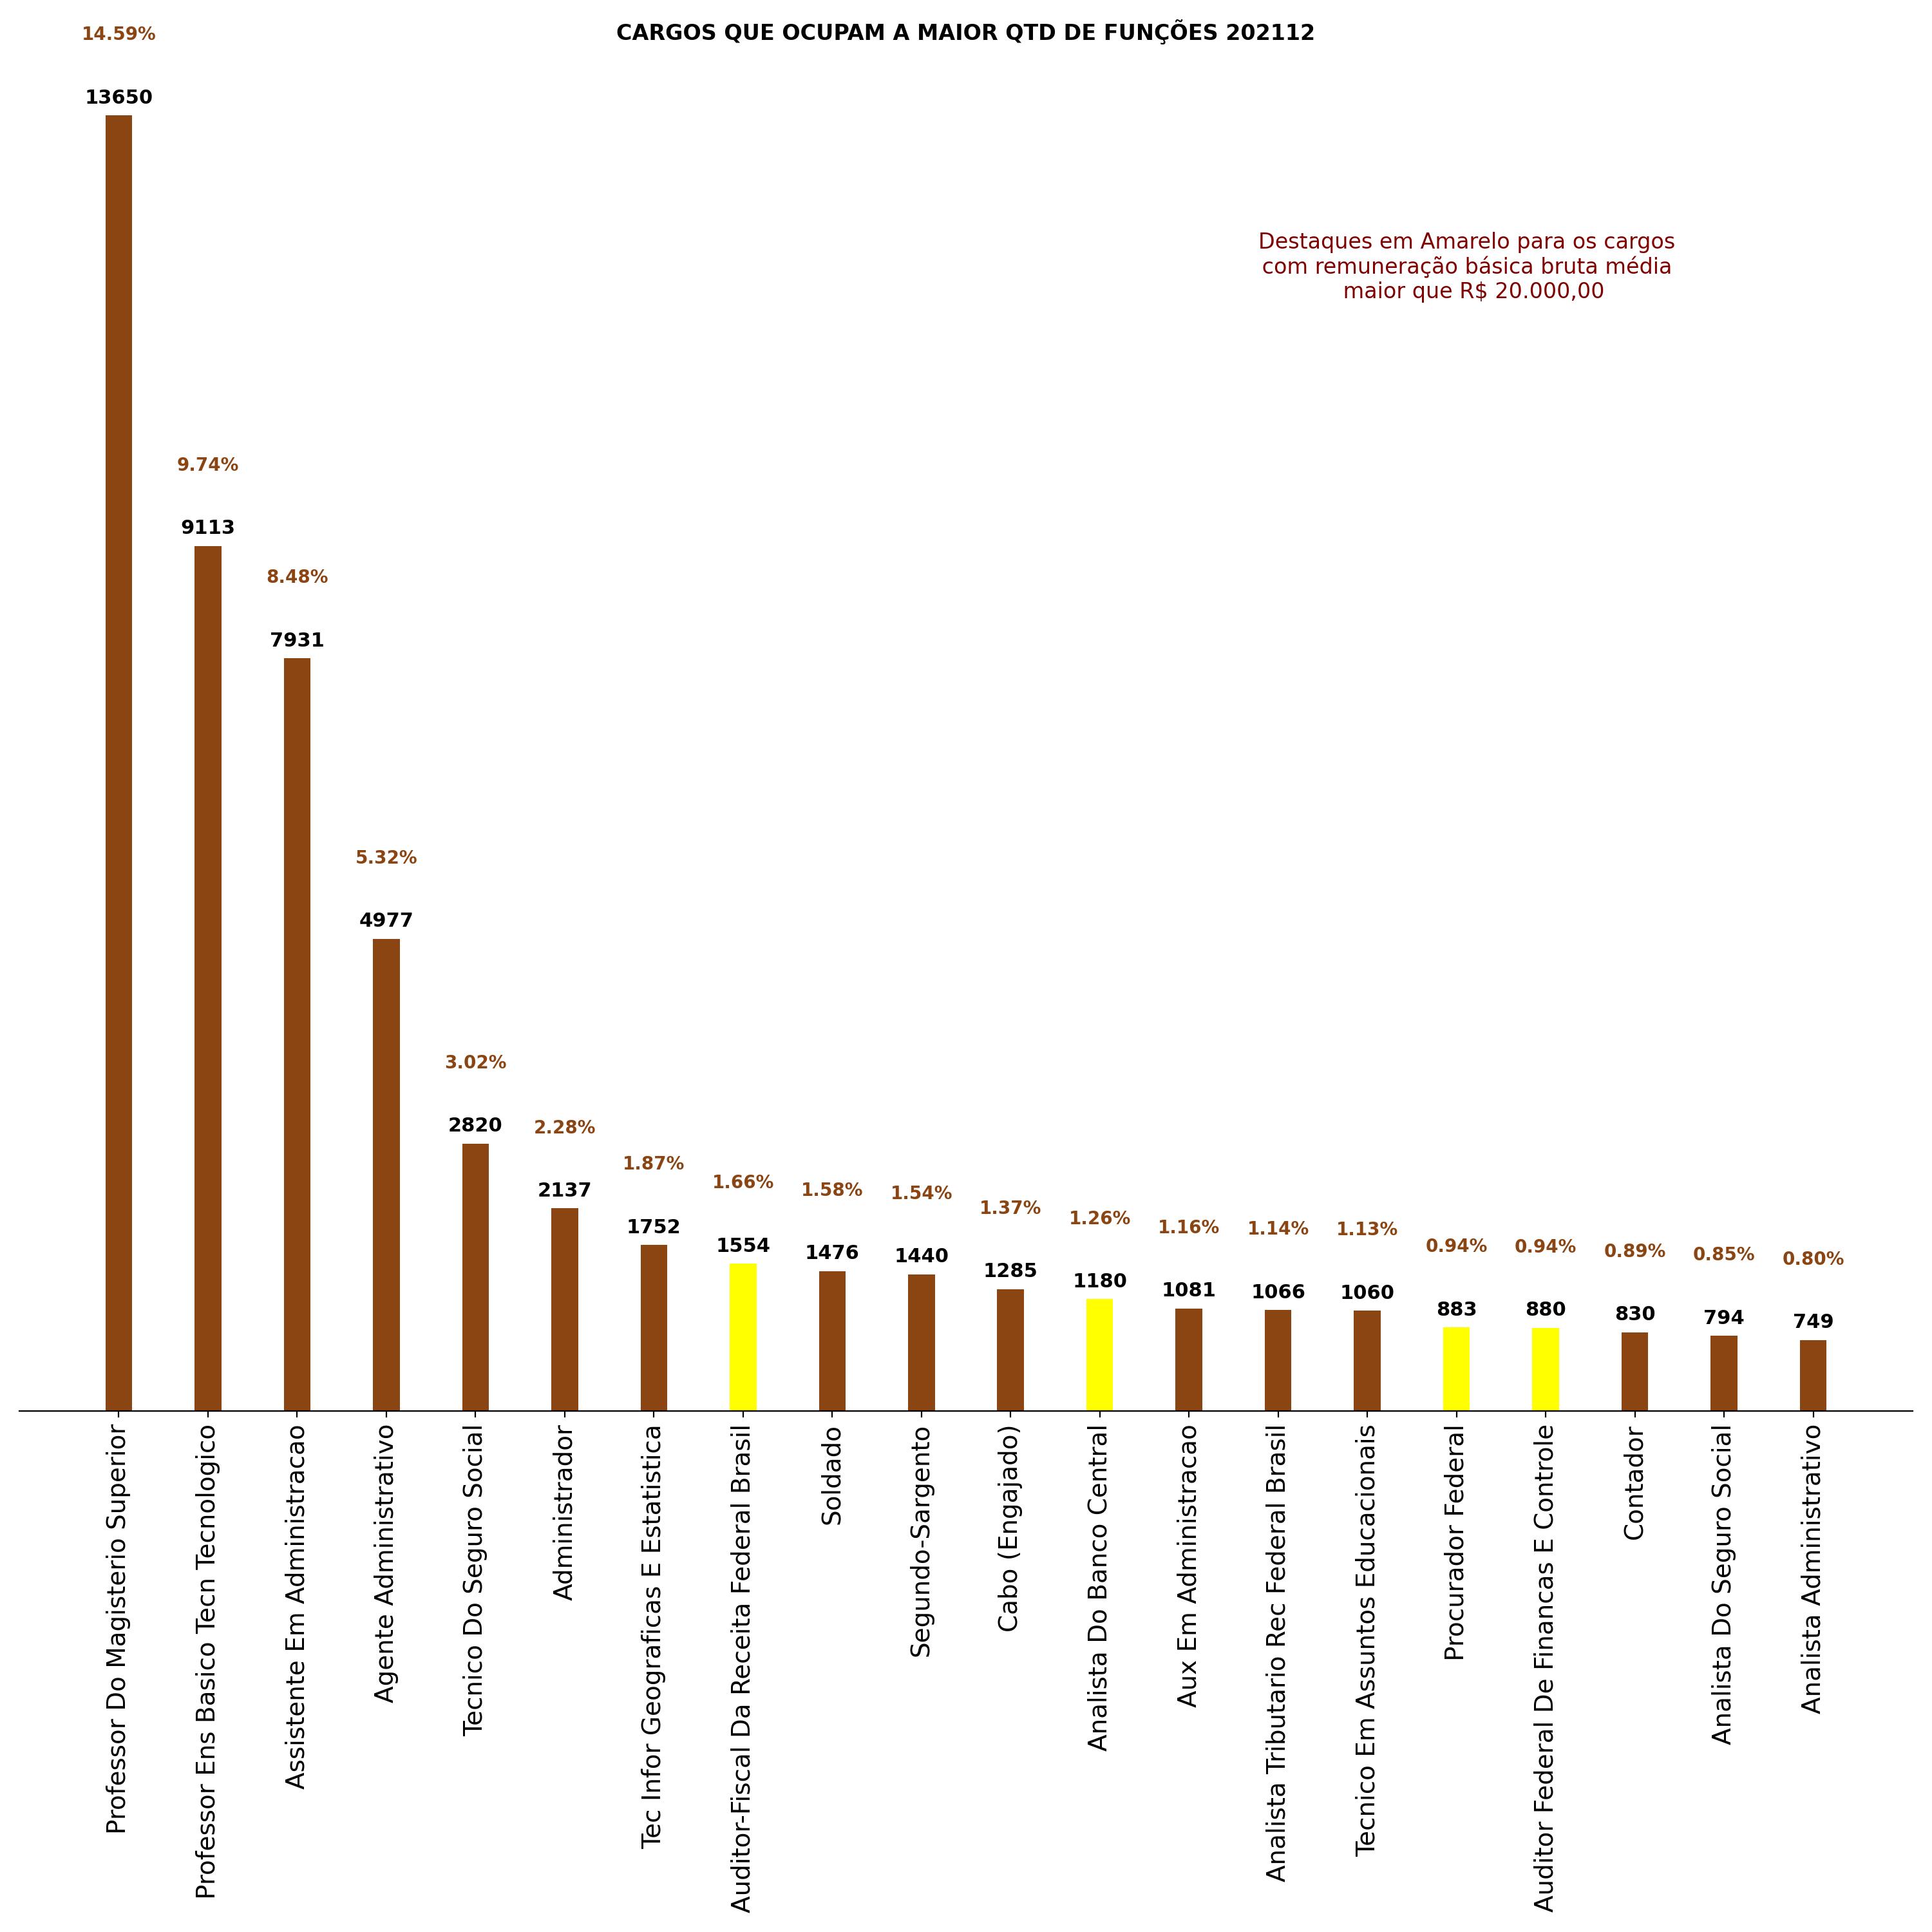 CARGOS QUE OCUPAM A MAIOR QTD DE FUNÇÕES 202112
Destaques em Amarelo para os cargos
com remuneração básica bruta média
maior que R$ 20.000,00
14.59%
13650
9.74%
9113
8.48%
7931
5.32%
4977
3.02%
2820
2.28%
2137
1.87%
1752
1.66%
1554
1.58%
1476
1.54%
1440
1.37%
1285
1.26%
1180
1.16%
1081
1.14%
1066
1.13%
1060
0.94%
883
0.94%
880
0.89%
830
0.85%
794
0.80%
749
Professor Do Magisterio Superior
Professor Ens Basico Tecn Tecnologico
Assistente Em Administracao
Agente Administrativo
Tecnico Do Seguro Social
Administrador
Tec Infor Geograficas E Estatistica
Auditor-Fiscal Da Receita Federal Brasil
Soldado
Segundo-Sargento
Cabo (Engajado)
Analista Do Banco Central
Aux Em Administracao
Analista Tributario Rec Federal Brasil
Tecnico Em Assuntos Educacionais
Procurador Federal
Auditor Federal De Financas E Controle
Contador
Analista Do Seguro Social
Analista Administrativo